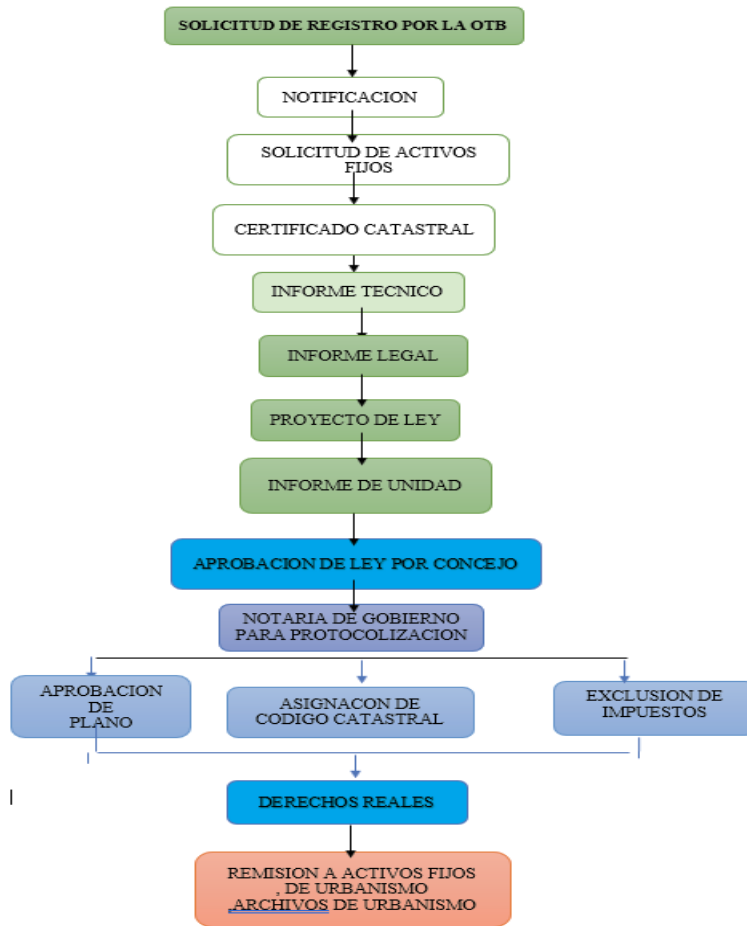 SOLICITUD DE REGISTRO POR LA OTB
NOTIFICACION
SOLICITUD DE ACTIVOS
FIJOS
CERTIFICADO CATASTRAL
INFORME TECNICO
INFORME LEGAL
PROYECTO DE LEY
INFORME DE UNIDAD
APROBACION DE LEY POR CONCEJO
NOTARIA DE GOBIERNO
PARA PROTOCOLIZACION
APROBACION
DE
PLANO
ASIGNACON DE
CODIGO CATASTRAL
EXCLUSION DE
IMPUESTOS
DERECHOS REALES
REMISION A ACTIVOS FIJOS
, DE URBANISMO
,ARCHIVOS DE URBANISMO